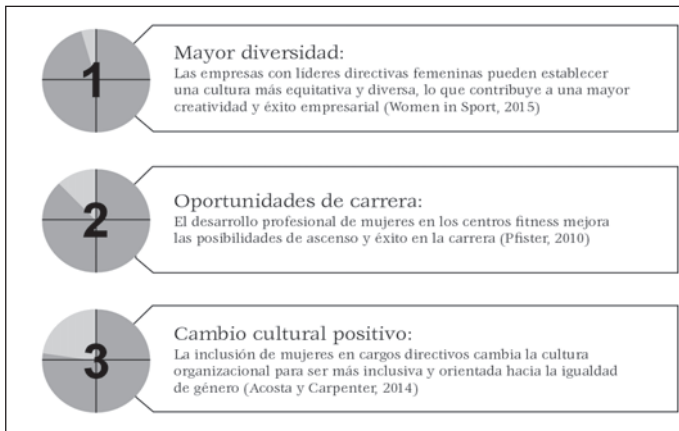 1
Mayor diversidad:
Las empresas con líderes directivas femeninas pueden establecer
una cultura más equitativa y diversa, lo que contribuye a una mayor
creatividad y éxito empresarial (Women in Sport, 2015)
2
Oportunidades de carrera:
El desarrollo profesional de mujeres en los centros fitness mejora
las posibilidades de ascenso y éxito en la carrera (Pfister, 2010)
3
Cambio cultural positivo:
La inclusión de mujeres en cargos directivos cambia la cultura
organizacional para ser más inclusiva y orientada hacia la igualdad
de género (Acosta y Carpenter, 2014)